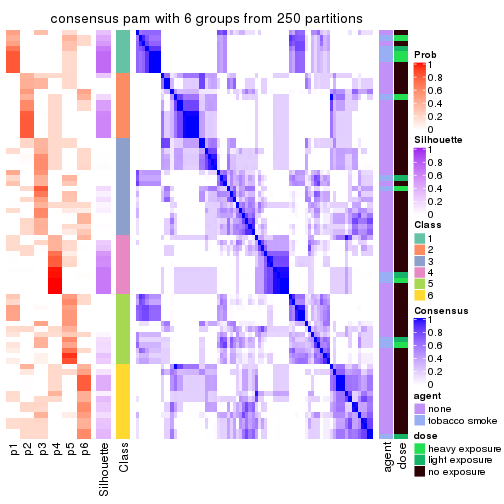 consensus pam with 6 groups from 250 partitions
Prob
1
0.8
0.6
0.4
0.2
0
Silhouette
1
0.8
0.6
0.4
0.2
0
Class
1
2
3
4
5
6
Consensus
1
0.8
0.6
0.4
0.2
0
agent
none
tobacco smoke
dose
heavy exposure
light exposure
no exposure
p1
p2
p3
p4
p5
p6
Silhouette
Class
agent
dose